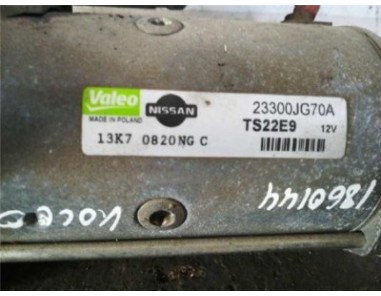 Valeo
MADE IN POLAND
NISSAN
23300JG70A
TS22E9 12V
13K7 0820NG C
1360144